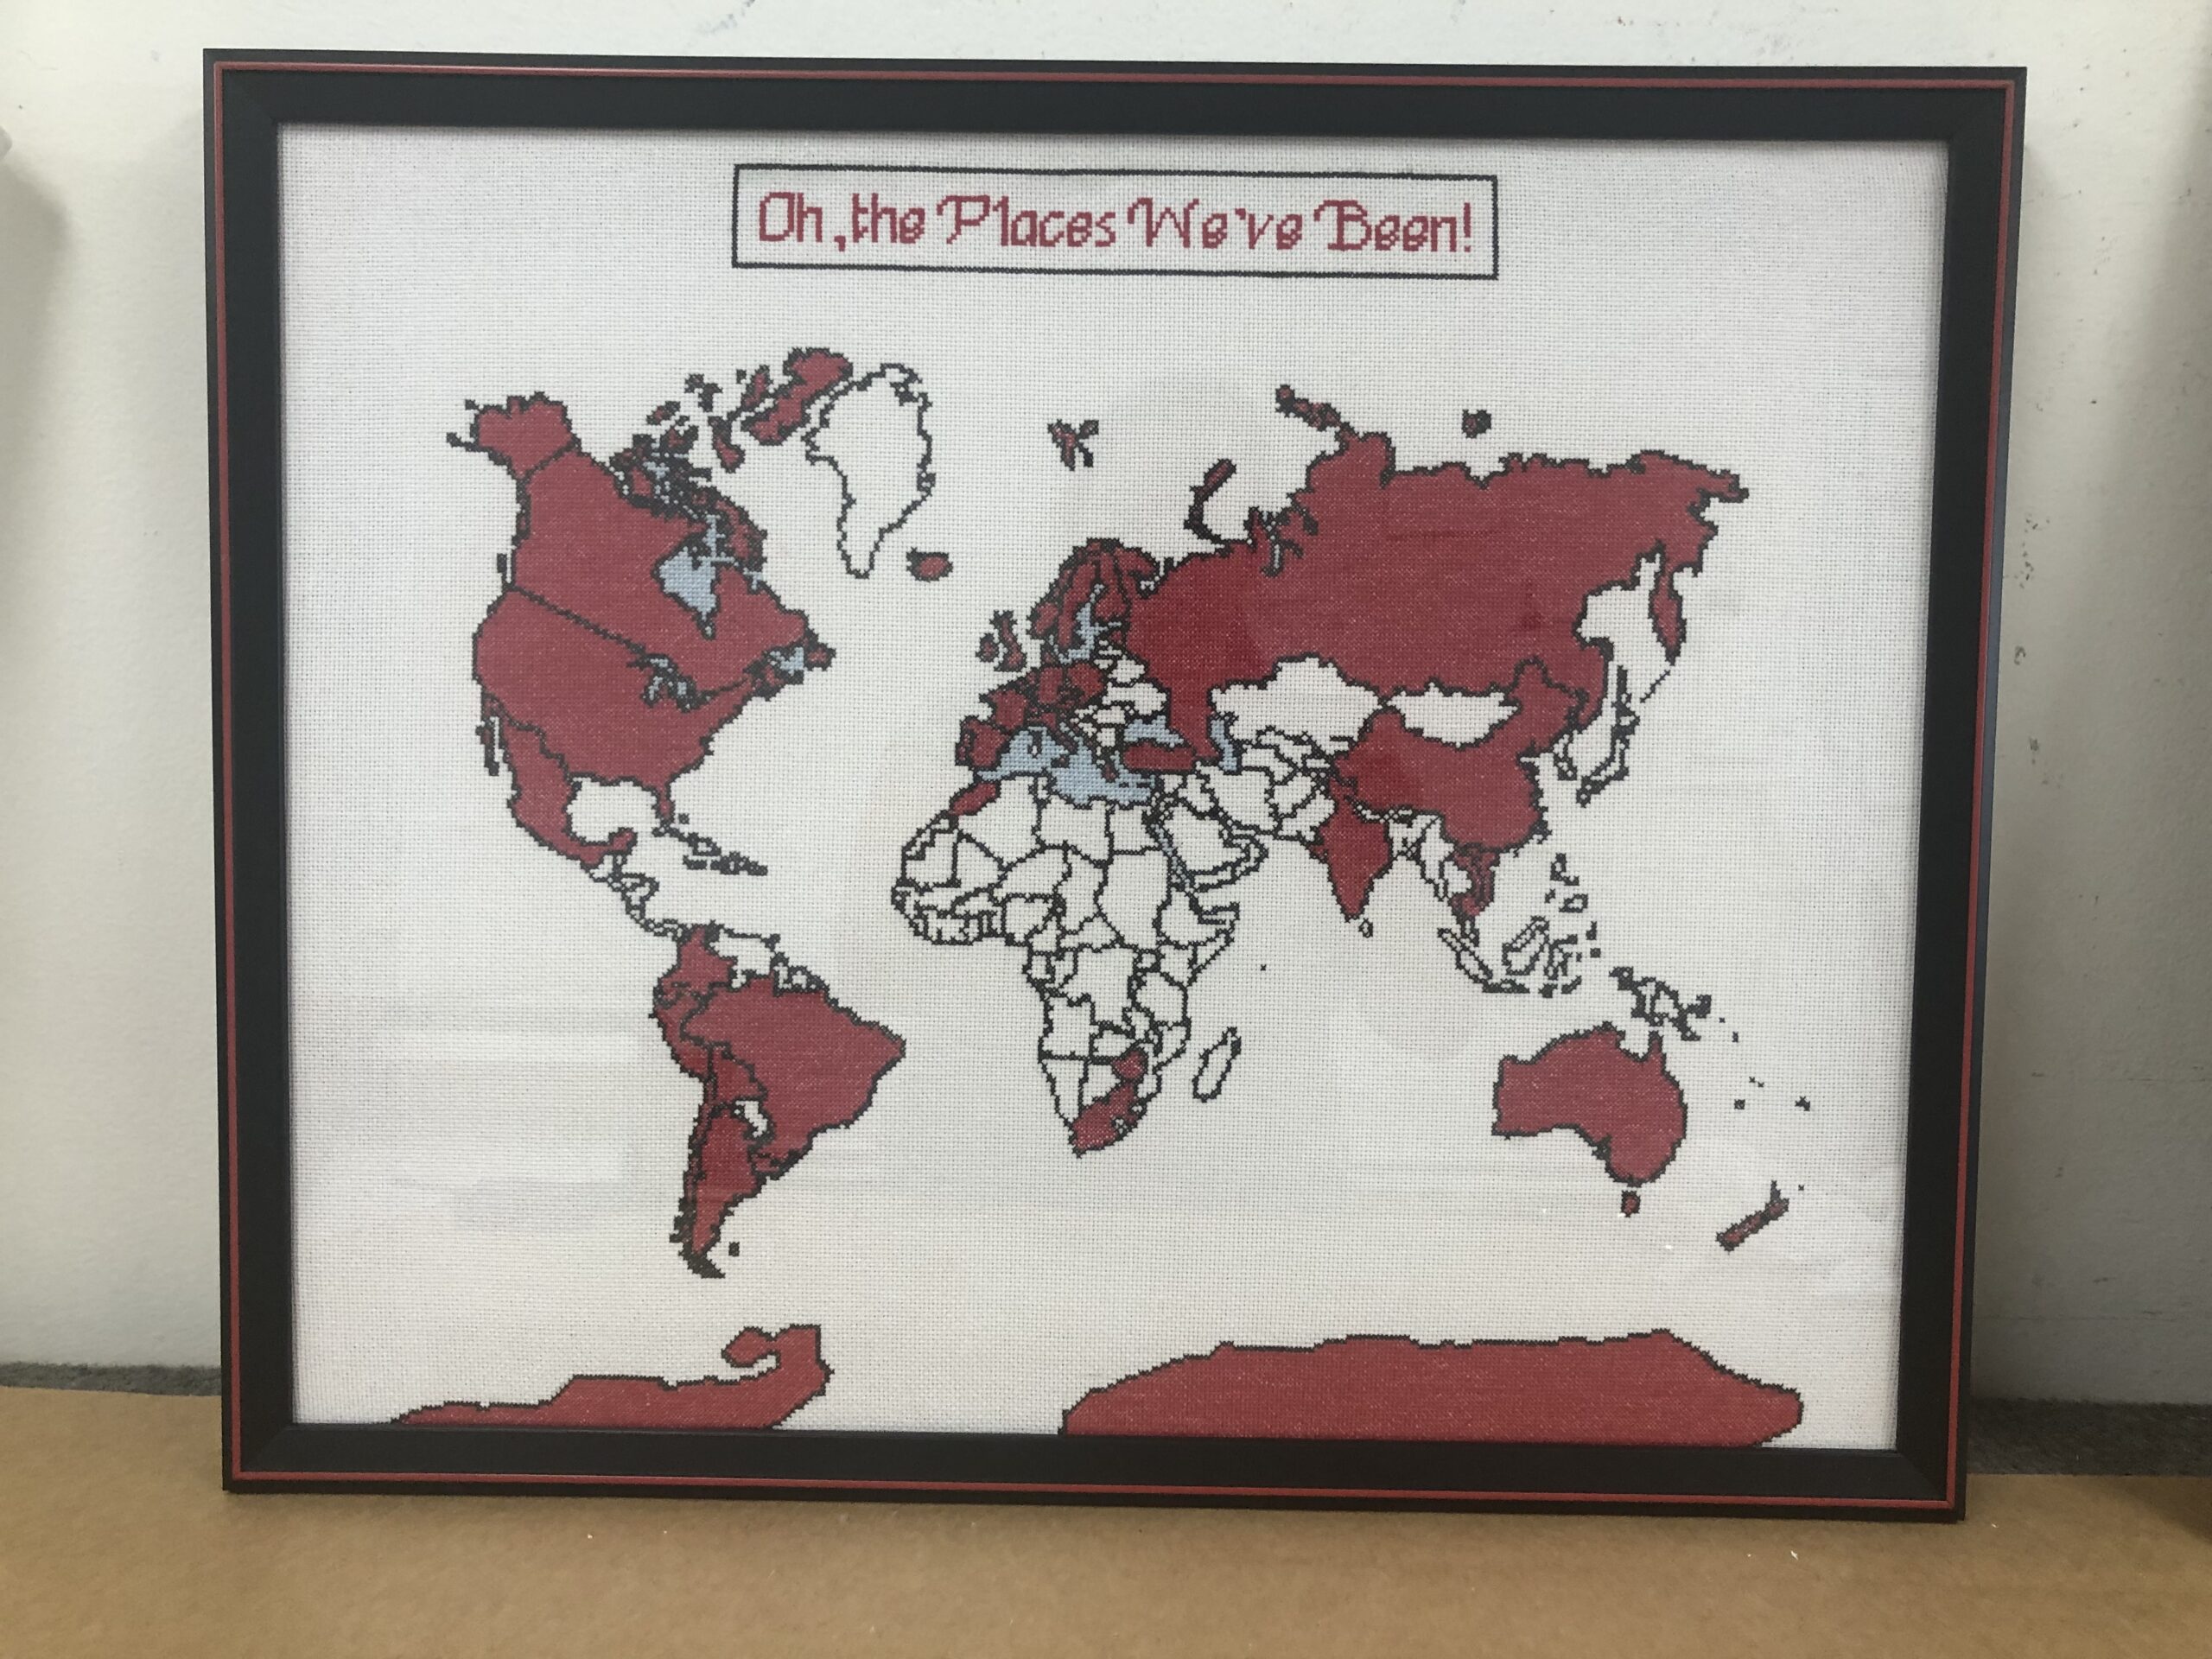 Oh, the Places We've Been!